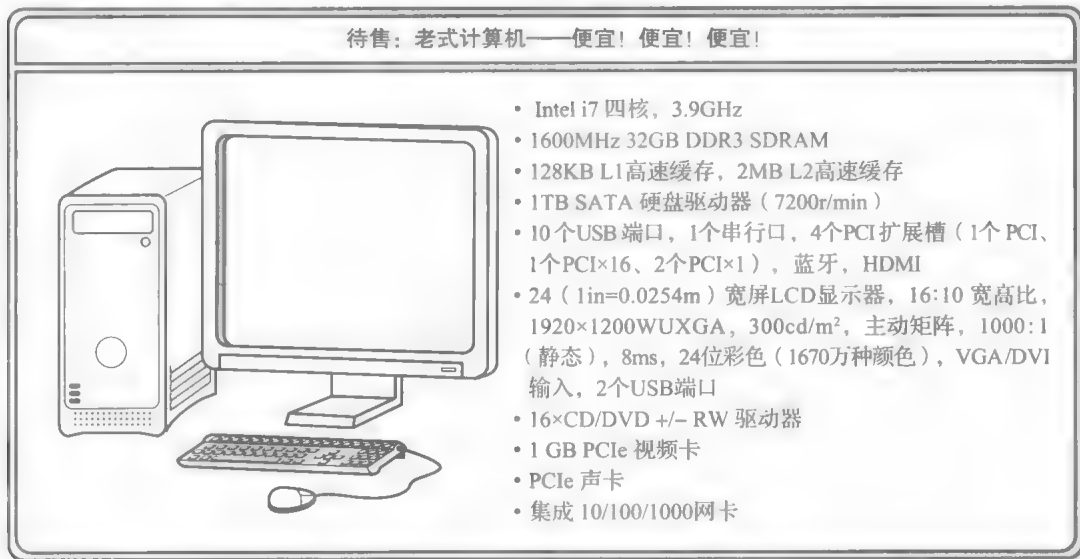 待售：老式计算机——便宜！便宜！便宜！
• Intel i7 四核，3.9GHz
• 1600MHz 32GB DDR3 SDRAM
• 128KB L1高速缓存，2MB L2高速缓存
• 1TB SATA 硬盘驱动器（7200r/min）
• 10个USB端口，1个串行口，4个PCI扩展槽（1个 PCI、
1个PCI×16、2个PCI×1），蓝牙，HDMI
• 24（1in=0.0254m）宽屏LCD显示器，16:10 宽高比，
1920×1200WUXGA，300cd/m²，主动矩阵，1000:1
（静态），8ms，24位彩色（1670万种颜色），VGA/DVI
输入，2个USB端口
• 16×CD/DVD +/– RW 驱动器
• 1 GB PCIe 视频卡
• PCIe 声卡
• 集成 10/100/1000网卡